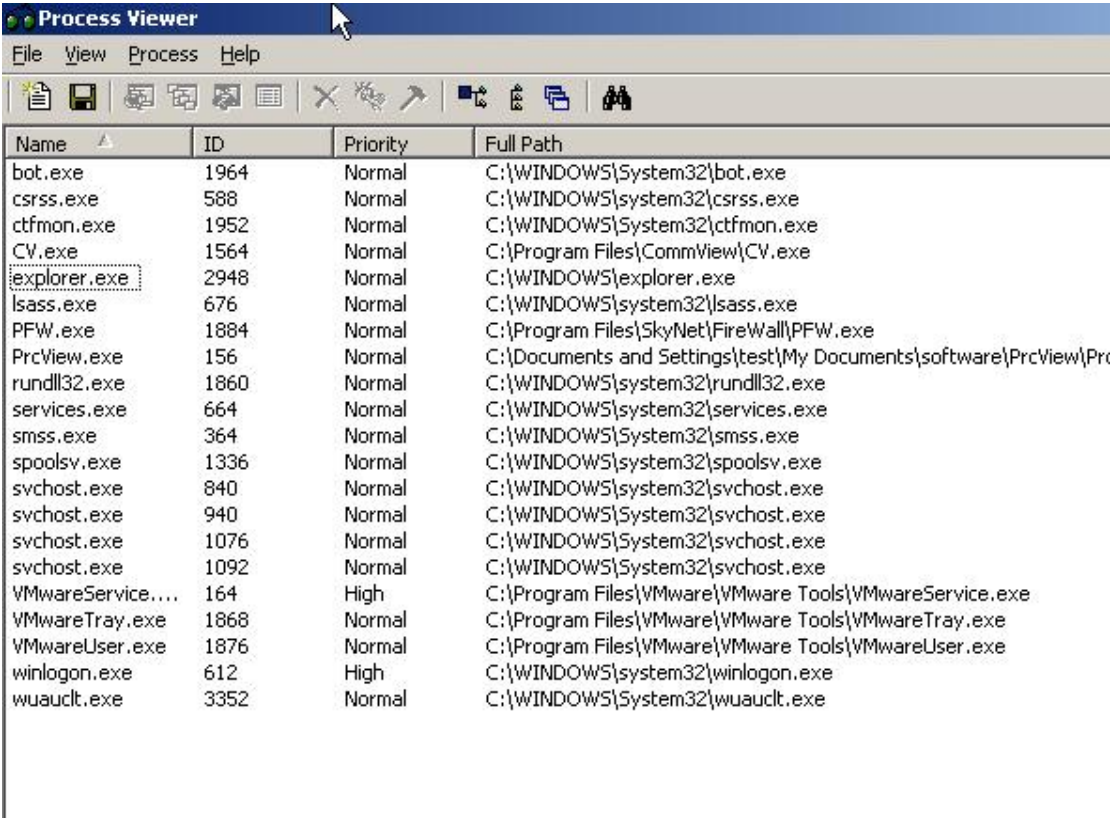 Process Viewer
File View Process Help
Name ID Priority Full Path
bot.exe 1964 Normal C:\WINDOWS\System32\bot.exe
csrss.exe 588 Normal C:\WINDOWS\system32\csrss.exe
ctfmon.exe 1952 Normal C:\WINDOWS\System32\ctfmon.exe
CV.exe 1564 Normal C:\Program Files\CommView\CV.exe
explorer.exe 2948 Normal C:\WINDOWS\explorer.exe
lsass.exe 676 Normal C:\WINDOWS\system32\lsass.exe
PFW.exe 1884 Normal C:\Program Files\SkyNet\FireWall\PFW.exe
PrcView.exe 156 Normal C:\Documents and Settings\test\My Documents\software\PrcView\Prc
rundll32.exe 1860 Normal C:\WINDOWS\system32\rundll32.exe
services.exe 664 Normal C:\WINDOWS\system32\services.exe
smss.exe 364 Normal C:\WINDOWS\System32\smss.exe
spoolsv.exe 1336 Normal C:\WINDOWS\system32\spoolsv.exe
svchost.exe 840 Normal C:\WINDOWS\system32\svchost.exe
svchost.exe 940 Normal C:\WINDOWS\System32\svchost.exe
svchost.exe 1076 Normal C:\WINDOWS\System32\svchost.exe
svchost.exe 1092 Normal C:\WINDOWS\System32\svchost.exe
VMwareService.... 164 High C:\Program Files\VMware\VMware Tools\VMwareService.exe
VMwareTray.exe 1868 Normal C:\Program Files\VMware\VMware Tools\VMwareTray.exe
VMwareUser.exe 1876 Normal C:\Program Files\VMware\VMware Tools\VMwareUser.exe
winlogon.exe 612 High C:\WINDOWS\system32\winlogon.exe
wuauclt.exe 3352 Normal C:\WINDOWS\System32\wuauclt.exe